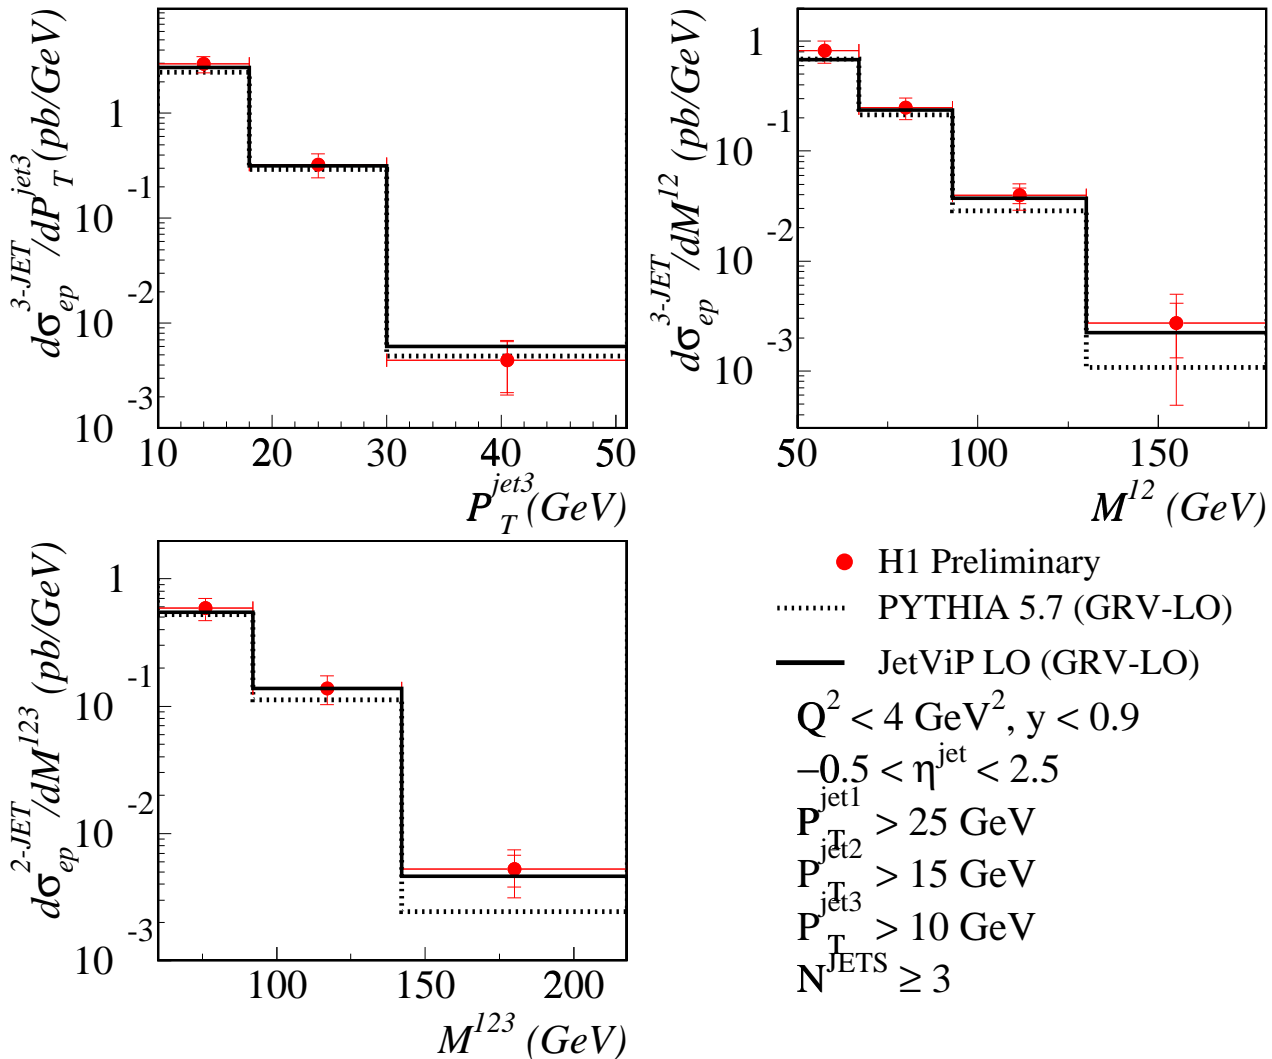 dσ_ep^3-JET/dP_T^jet3 (pb/GeV)
1
10^-1
10^-2
10^-3
10 20 30 40 50
P_T^jet3 (GeV)
dσ_ep^3-JET/dM^12 (pb/GeV)
1
10^-1
10^-2
10^-3
50 100 150
M^12 (GeV)
dσ_ep^2-JET/dM^123 (pb/GeV)
1
10^-1
10^-2
10^-3
100 150 200
M^123 (GeV)
H1 Preliminary
PYTHIA 5.7 (GRV-LO)
JetViP LO (GRV-LO)
Q^2 < 4 GeV^2, y < 0.9
–0.5 < η^jet < 2.5
P_T^jet1 > 25 GeV
P_T^jet2 > 15 GeV
P_T^jet3 > 10 GeV
N^JETS ≥ 3